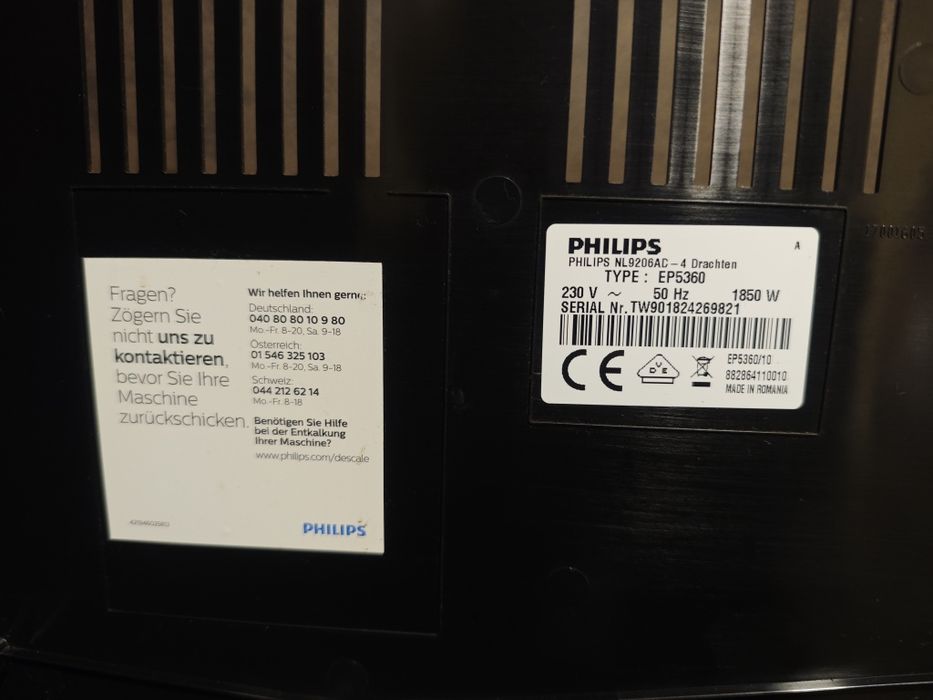 Fragen?
Zögern Sie
nicht uns zu
kontaktieren,
bevor Sie Ihre
Maschine
zurückschicken.
Wir helfen Ihnen gerne:
Deutschland:
040 80 80 10 9 80
Mo.-Fr. 8-20, Sa. 9-18
Österreich:
01 546 325 103
Mo.-Fr. 8-20, Sa. 9-18
Schweiz:
044 212 6 214
Mo.-Fr. 8-18
Benötigen Sie Hilfe
bei der Entkalkung
Ihrer Maschine?
www.philips.com/descale
PHILIPS
PHILIPS
A
PHILIPS NL9206AD-4 Drachten
TYPE : EP5360
230 V ~ 50 Hz 1850 W
SERIAL Nr. TW901824269821
CE
VDE
EP5360/10
882864110010
MADE IN ROMANIA